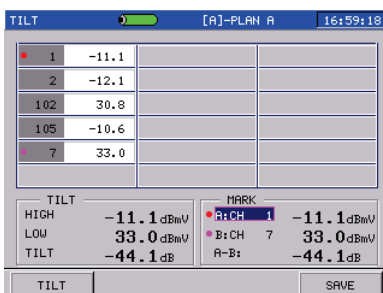 TILT [A]-PLAN A 16:59:18
1 -11.1
2 -12.1
102 30.8
105 -10.6
7 33.0
TILT MARK
HIGH -11.1dBmV A:CH 1 -11.1dBmV
LOW 33.0dBmV B:CH 7 33.0dBmV
TILT -44.1dB A-B: -44.1dB
TILT SAVE